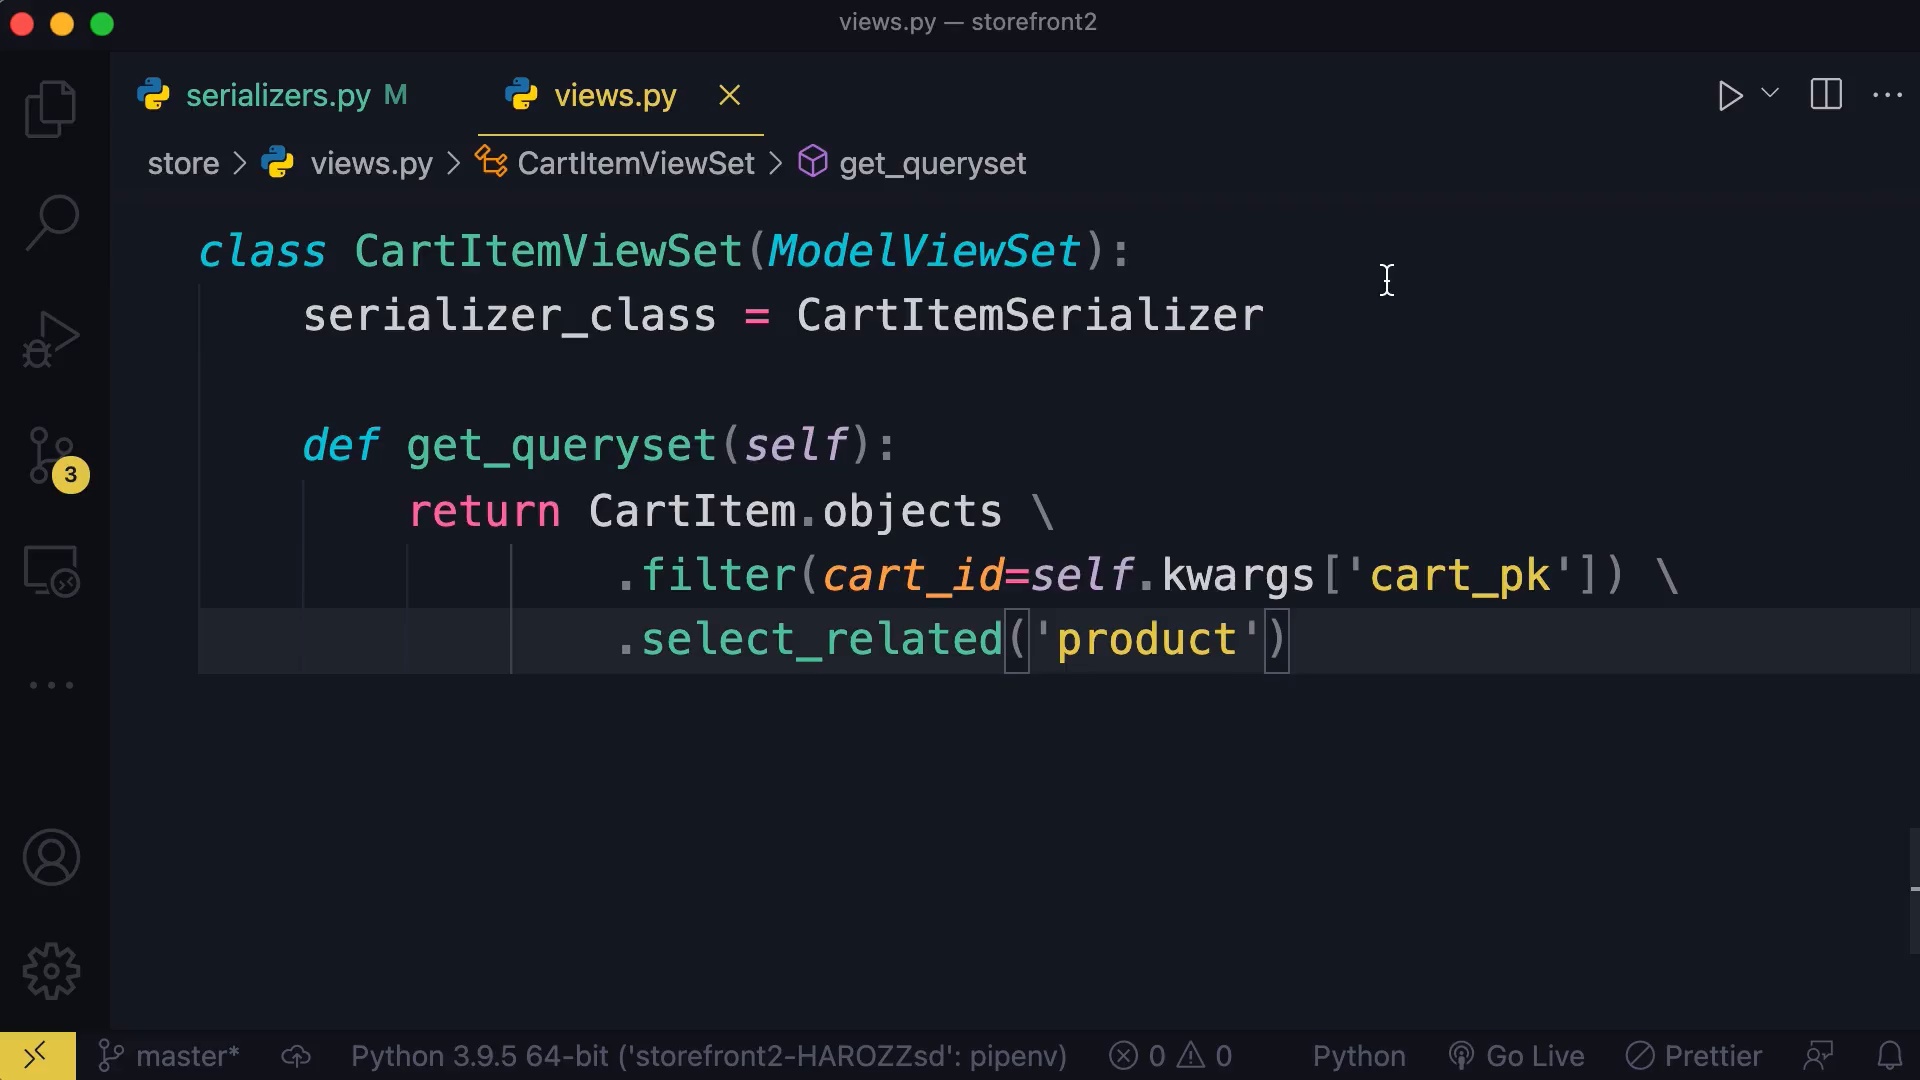 views.py — storefront2
serializers.py M
views.py
store > views.py > CartItemViewSet > get_queryset
class CartItemViewSet(ModelViewSet):
serializer_class = CartItemSerializer
def get_queryset(self):
return CartItem.objects \
.filter(cart_id=self.kwargs['cart_pk']) \
.select_related('product')
3
master* Python 3.9.5 64-bit ('storefront2-HAROZZsd': pipenv) 0 0 Python Go Live Prettier